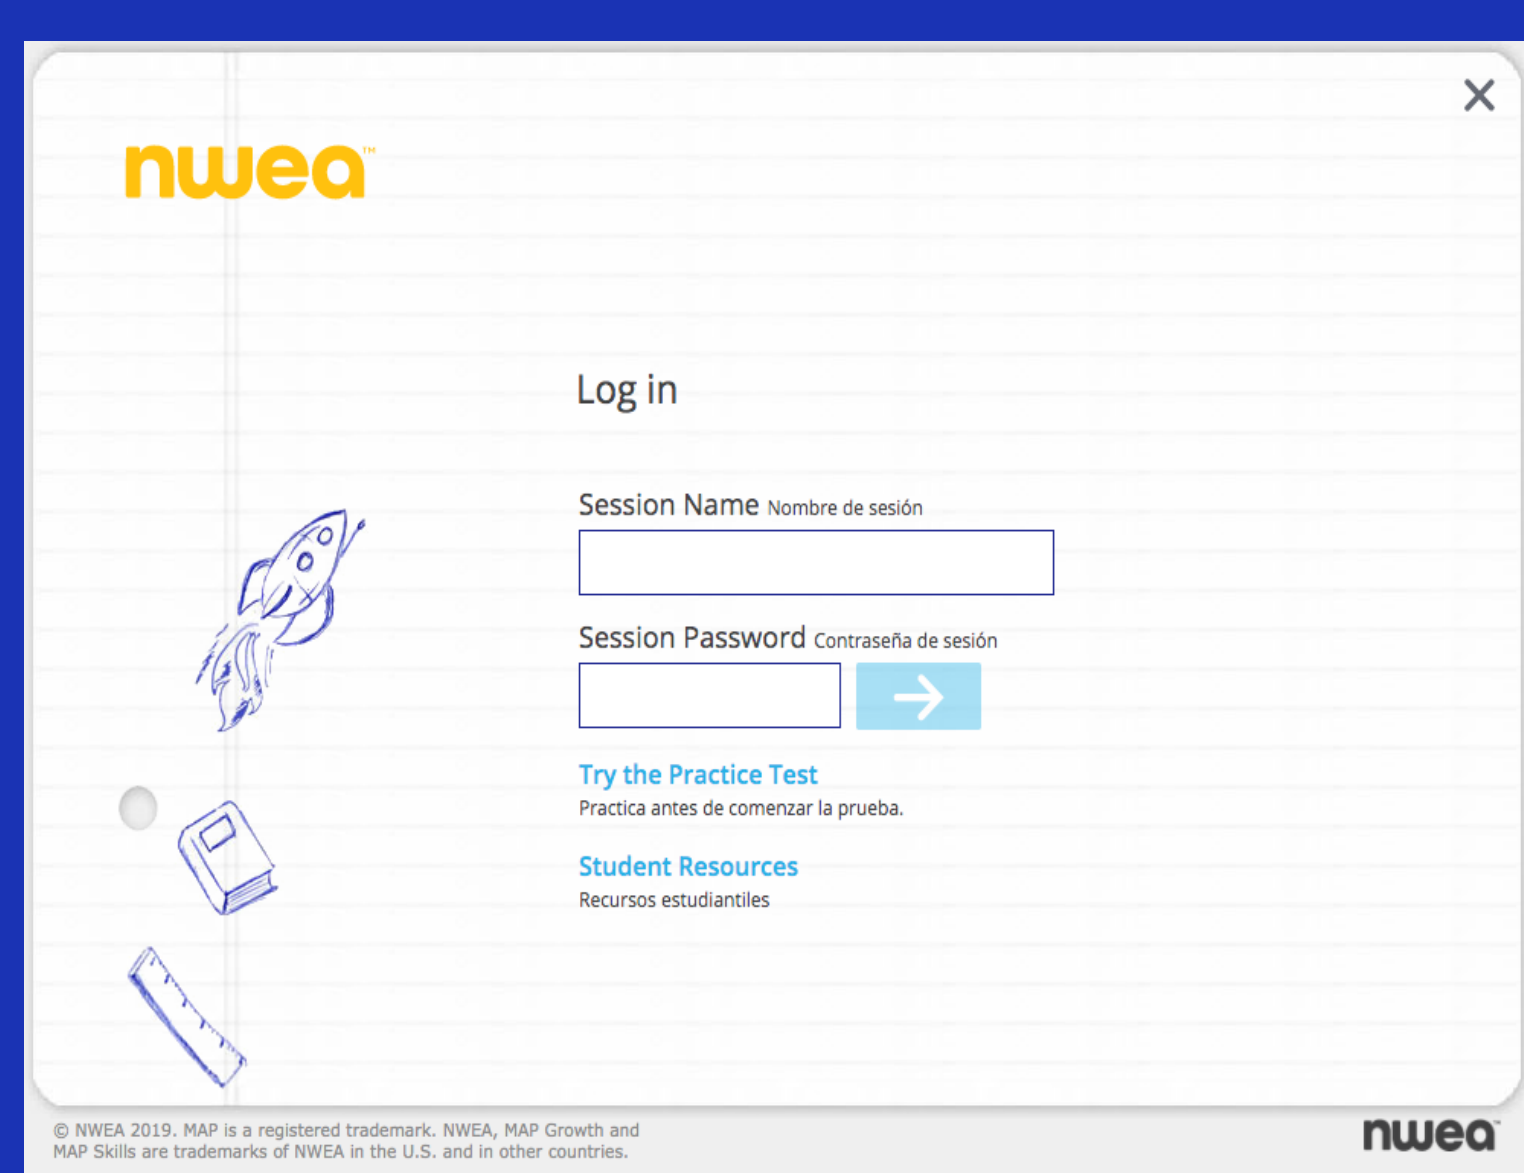 nwea™
Log in
Session Name Nombre de sesión
Session Password Contraseña de sesión
Try the Practice Test
Practica antes de comenzar la prueba.
Student Resources
Recursos estudiantiles
© NWEA 2019. MAP is a registered trademark. NWEA, MAP Growth and
MAP Skills are trademarks of NWEA in the U.S. and in other countries.
nwea™